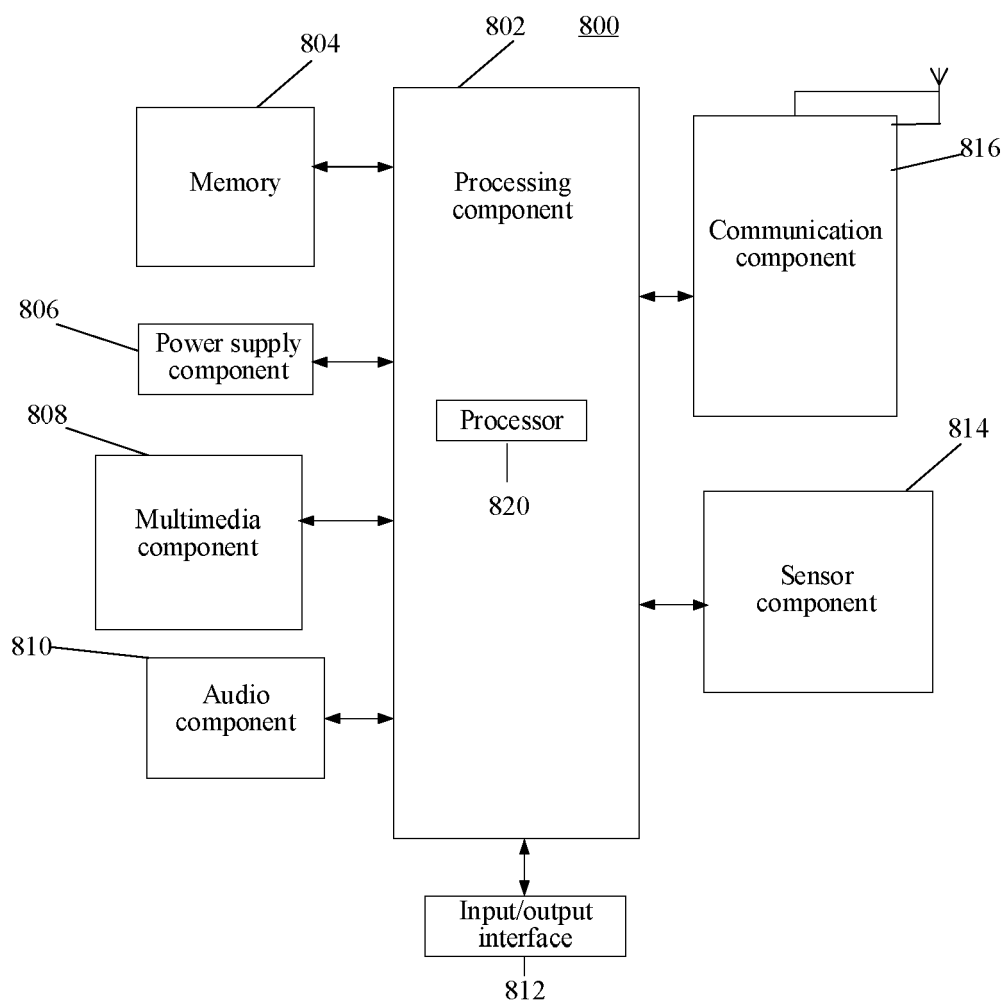 802
800
804
Memory
Processing
component
816
Communication
component
806
Power supply
component
808
Processor
820
814
Multimedia
component
Sensor
component
810
Audio
component
Input/output
interface
812